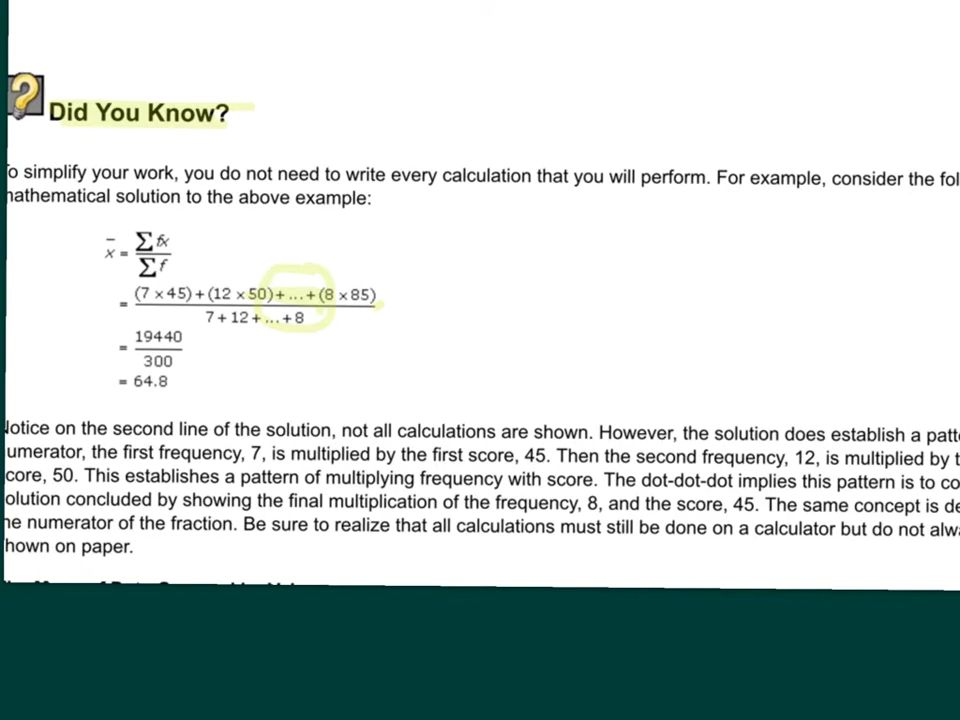 Did You Know?
o simplify your work, you do not need to write every calculation that you will perform. For example, consider the fol
mathematical solution to the above example:
x̄ = ∑fx / ∑f
= (7 × 45) + (12 × 50) + ... + (8 × 85) / 7 + 12 + ... + 8
= 19440 / 300
= 64.8
Notice on the second line of the solution, not all calculations are shown. However, the solution does establish a patt
umerator, the first frequency, 7, is multiplied by the first score, 45. Then the second frequency, 12, is multiplied by t
core, 50. This establishes a pattern of multiplying frequency with score. The dot-dot-dot implies this pattern is to co
olution concluded by showing the final multiplication of the frequency, 8, and the score, 45. The same concept is de
he numerator of the fraction. Be sure to realize that all calculations must still be done on a calculator but do not alwa
hown on paper.